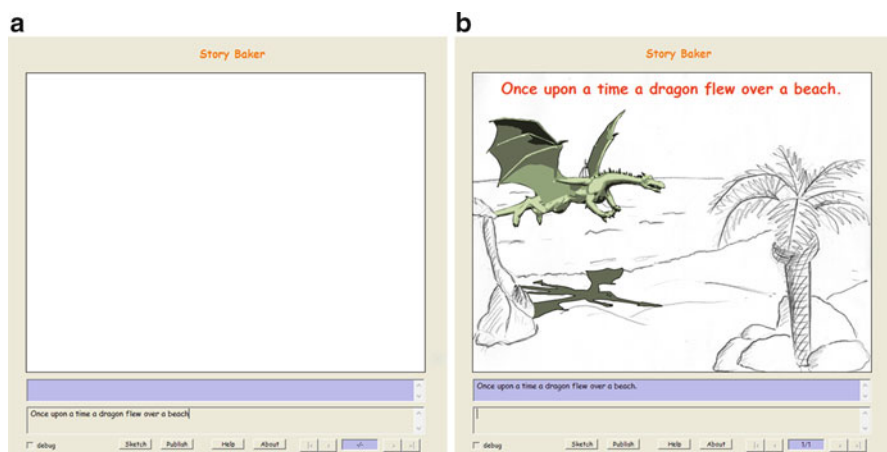 a
Story Baker
Once upon a time a dragon flew over a beach
debug Sketch Publish Help About |< < -/- > >|
b
Story Baker
Once upon a time a dragon flew over a beach.
Once upon a time a dragon flew over a beach.
debug Sketch Publish Help About |< < 1/1 > >|